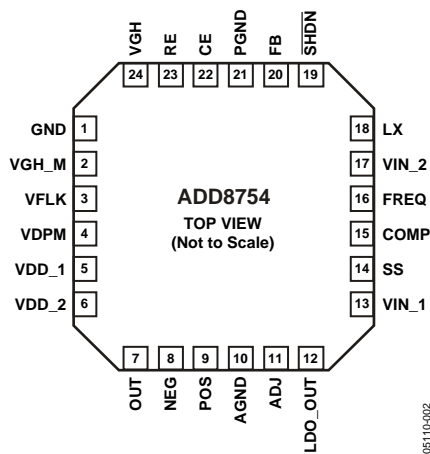 VGH
RE
CE
PGND
FB
SHDN
24
23
22
21
20
19
GND 1
VGH_M 2
VFLK 3
VDPM 4
VDD_1 5
VDD_2 6
18 LX
17 VIN_2
16 FREQ
15 COMP
14 SS
13 VIN_1
ADD8754
TOP VIEW
(Not to Scale)
7
8
9
10
11
12
OUT
NEG
POS
AGND
ADJ
LDO_OUT
05110-002